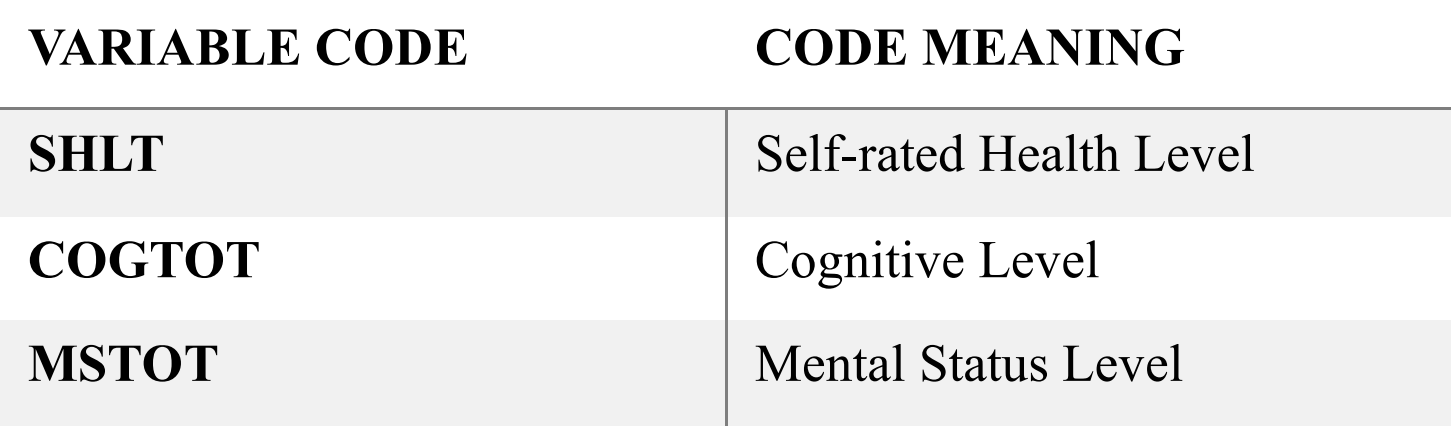 VARIABLE CODE CODE MEANING
SHLT Self-rated Health Level
COGTOT Cognitive Level
MSTOT Mental Status Level